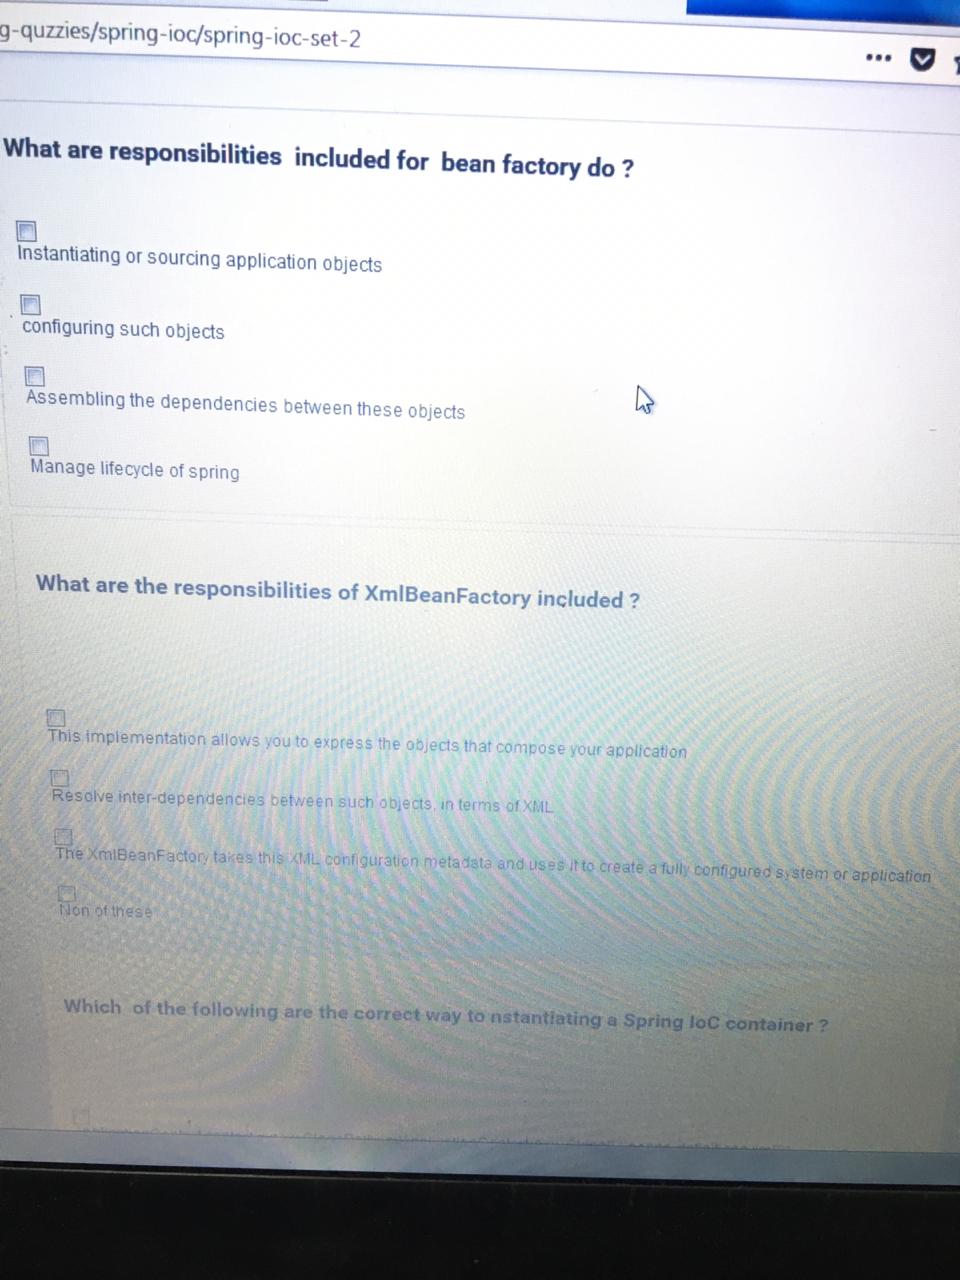 g-quzzies/spring-ioc/spring-ioc-set-2
What are responsibilities included for bean factory do ?
Instantiating or sourcing application objects
configuring such objects
Assembling the dependencies between these objects
Manage lifecycle of spring
What are the responsibilities of XmlBeanFactory included ?
This implementation allows you to express the objects that compose your application
Resolve inter-dependencies between such objects, in terms of XML
The XmlBeanFactory takes this XML configuration metadata and uses it to create a fully configured system or application
Non of these
Which of the following are the correct way to nstantiating a Spring IoC container ?